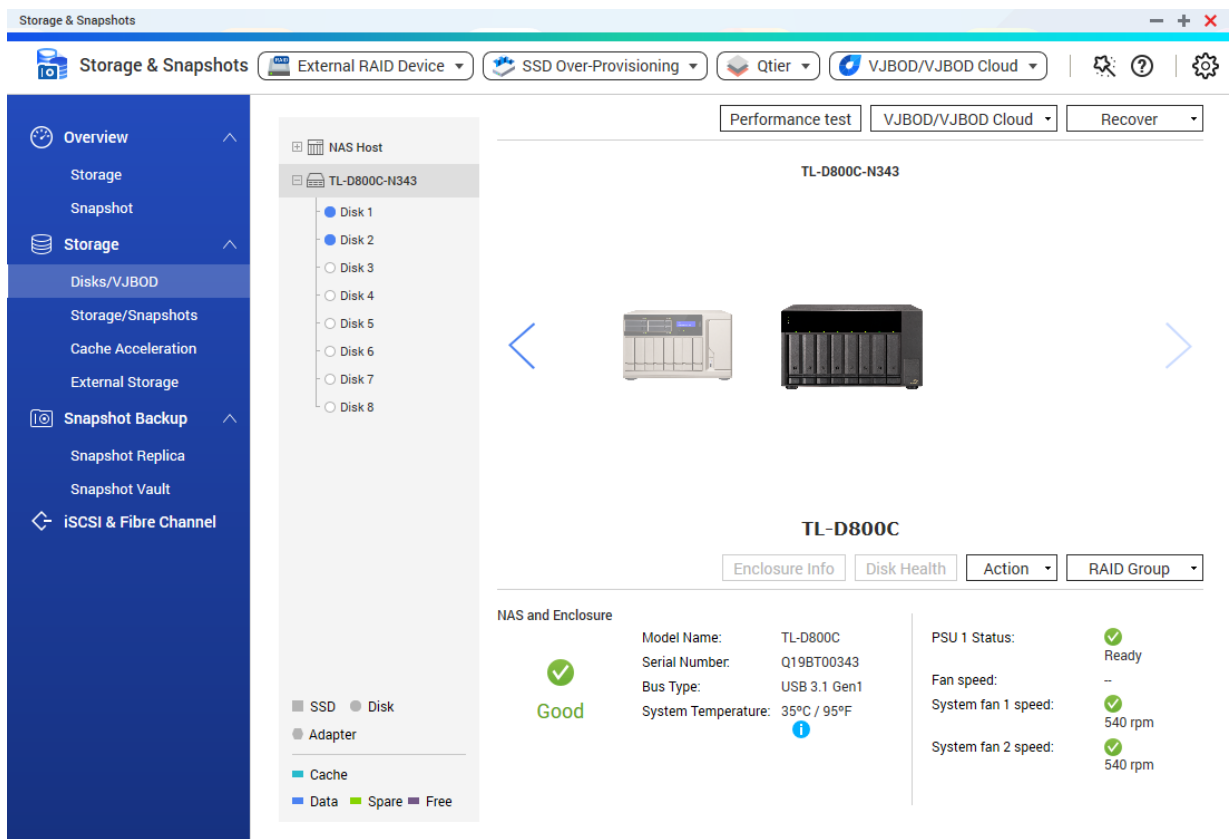 Storage & Snapshots
Storage & Snapshots
External RAID Device
SSD Over-Provisioning
Qtier
VJBOD/VJBOD Cloud
Overview
Storage
Snapshot
Storage
Disks/VJBOD
Storage/Snapshots
Cache Acceleration
External Storage
Snapshot Backup
Snapshot Replica
Snapshot Vault
iSCSI & Fibre Channel
NAS Host
TL-D800C-N343
Disk 1
Disk 2
Disk 3
Disk 4
Disk 5
Disk 6
Disk 7
Disk 8
SSD Disk
Adapter
Cache
Data Spare Free
Performance test VJBOD/VJBOD Cloud Recover
TL-D800C-N343
TL-D800C
Enclosure Info Disk Health Action RAID Group
NAS and Enclosure
Good
Model Name: TL-D800C
Serial Number: Q19BT00343
Bus Type: USB 3.1 Gen1
System Temperature: 35ºC / 95ºF
PSU 1 Status:
Ready
Fan speed: --
System fan 1 speed:
540 rpm
System fan 2 speed:
540 rpm